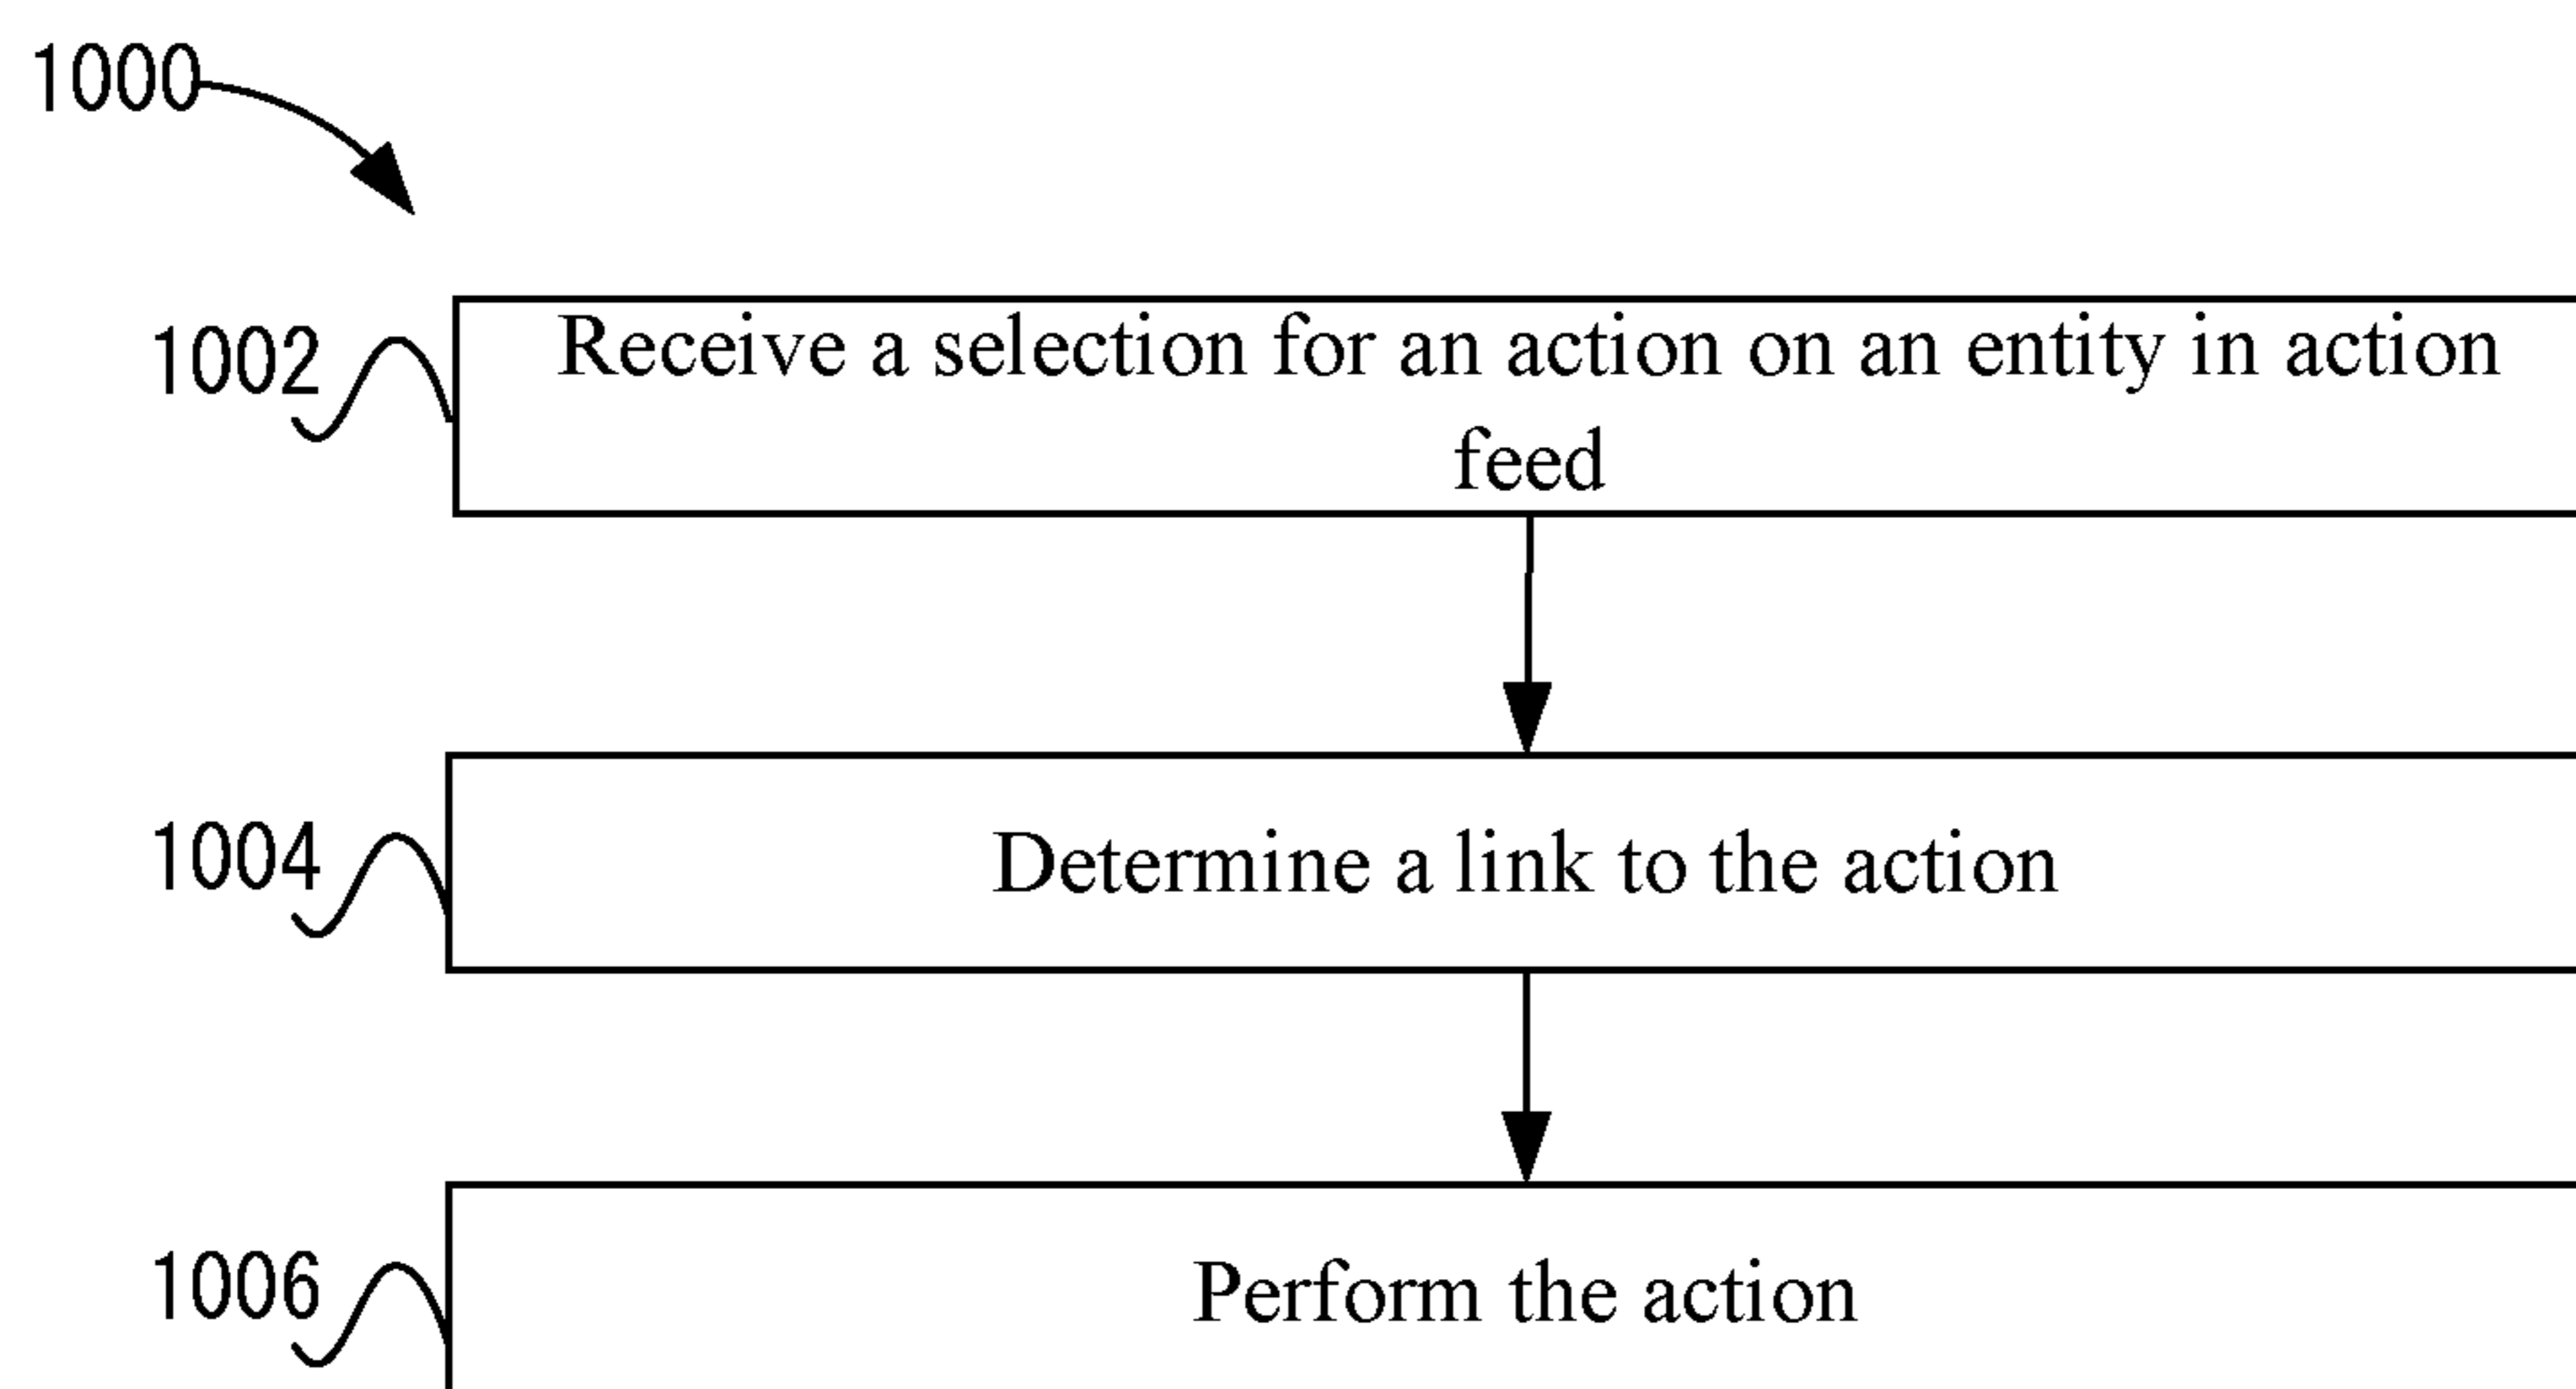 1000
1002
Receive a selection for an action on an entity in action
feed
1004
Determine a link to the action
1006
Perform the action